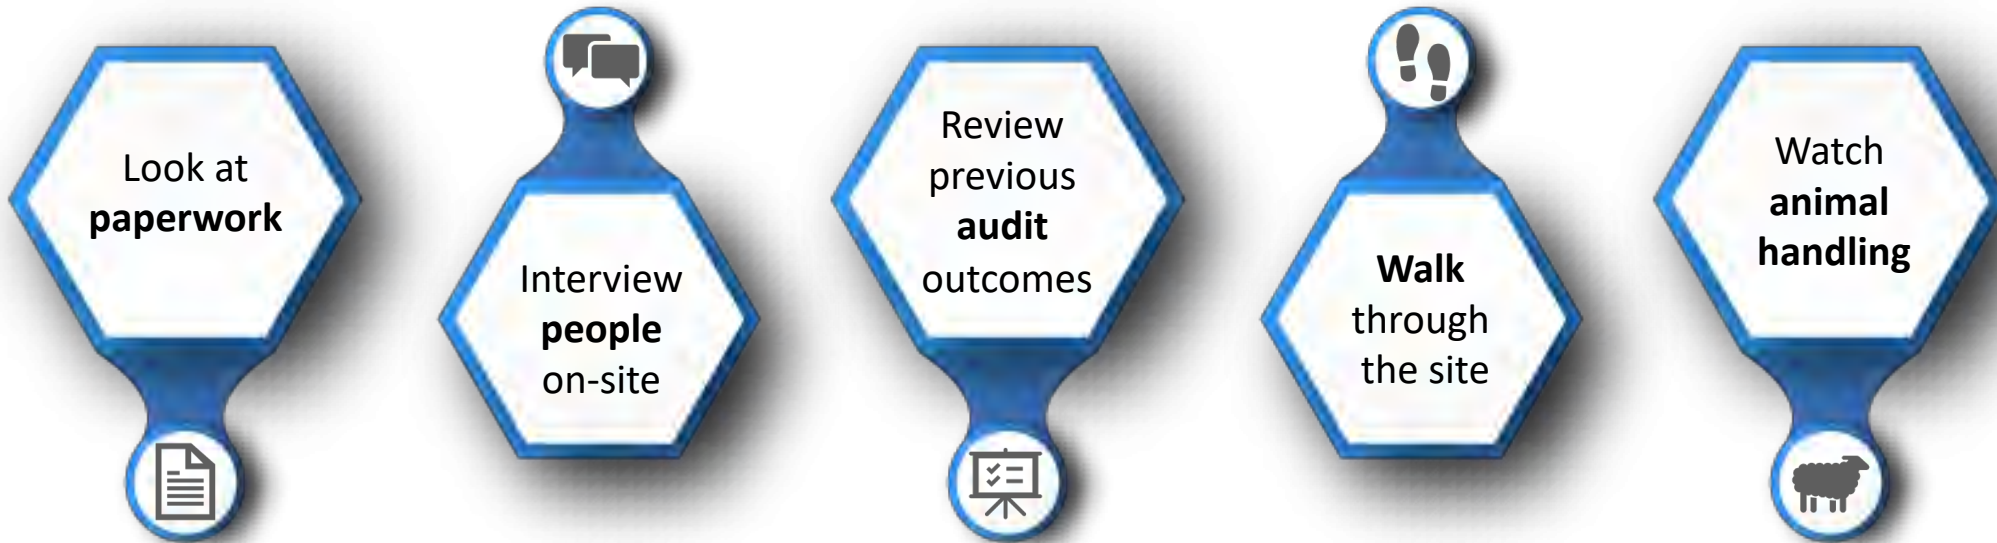 Look at
paperwork
Interview
people
on-site
Review
previous
audit
outcomes
Walk
through
the site
Watch
animal
handling